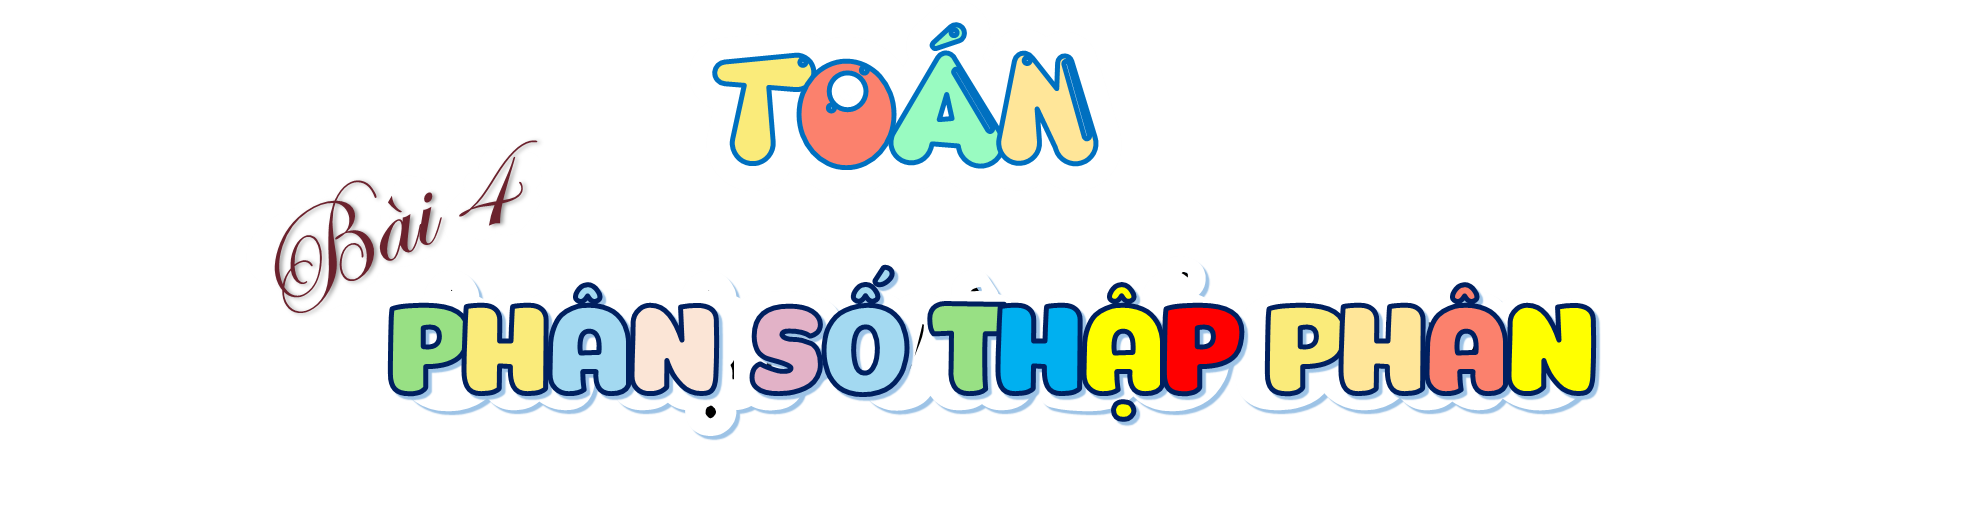 TOÁN
Bài 4
PHÂN SỐ THẬP PHÂN